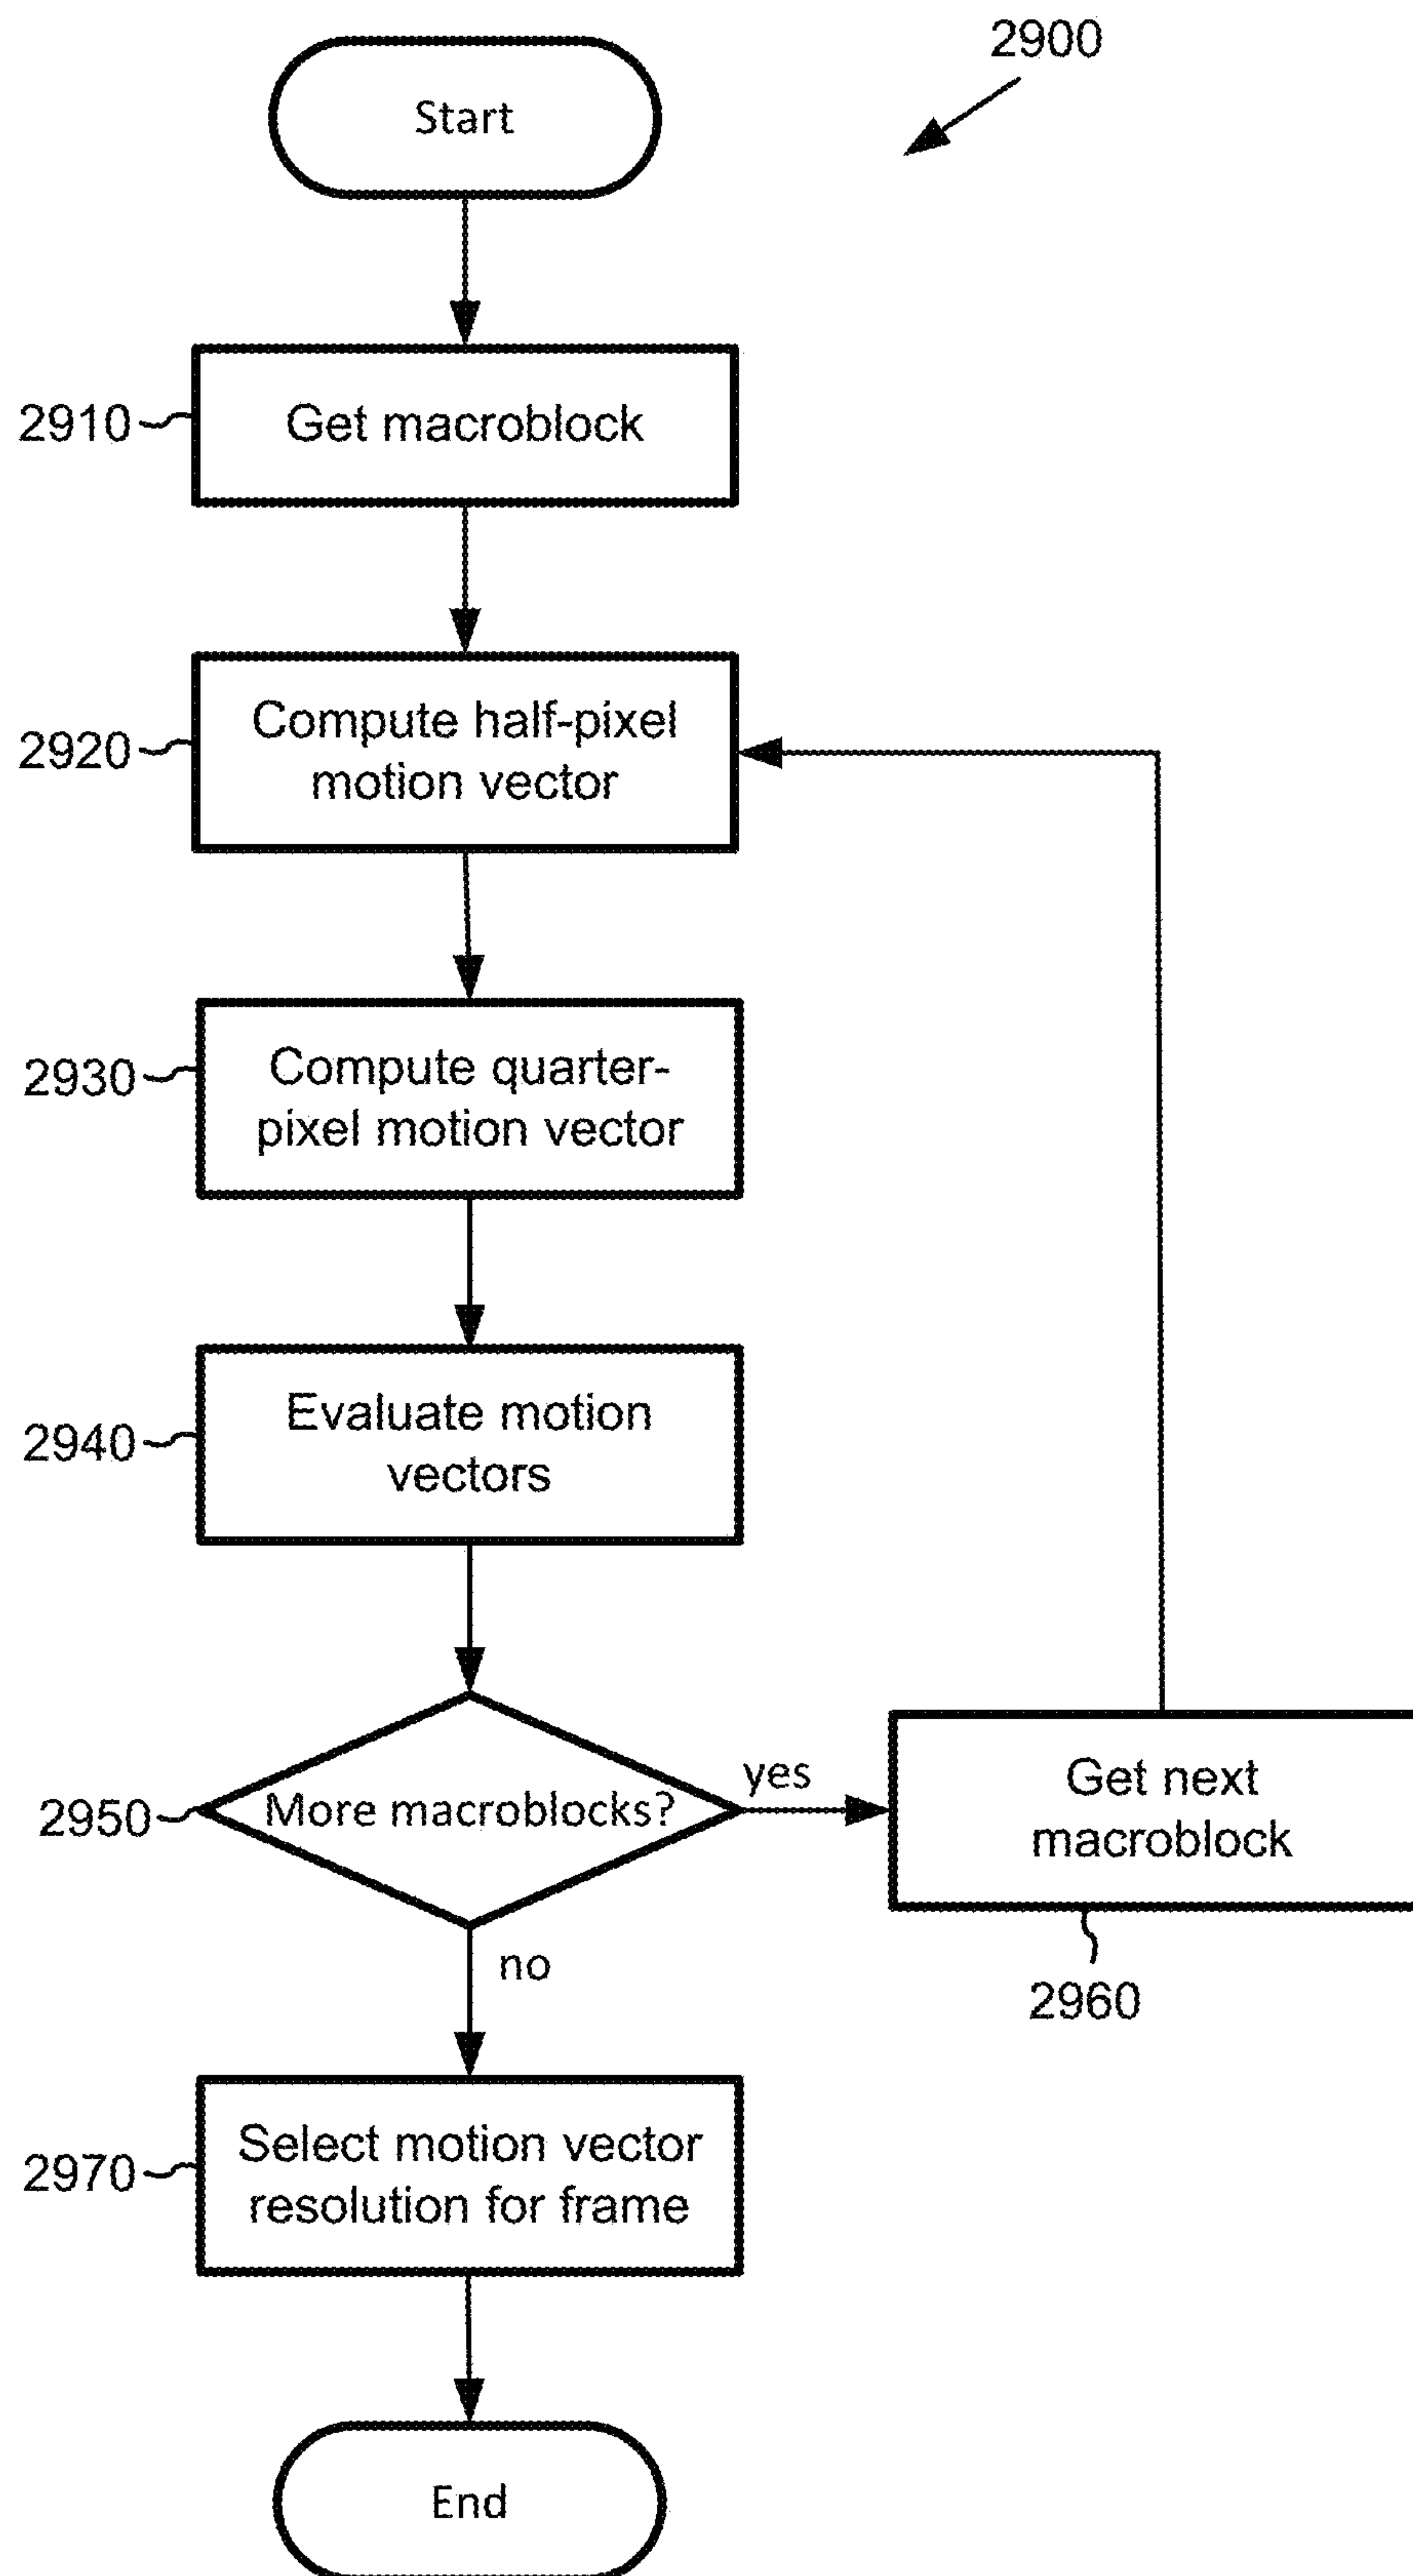 2900
Start
2910
Get macroblock
2920
Compute half-pixel
motion vector
2930
Compute quarter-
pixel motion vector
2940
Evaluate motion
vectors
2950
More macroblocks?
yes
Get next
macroblock
2960
no
2970
Select motion vector
resolution for frame
End